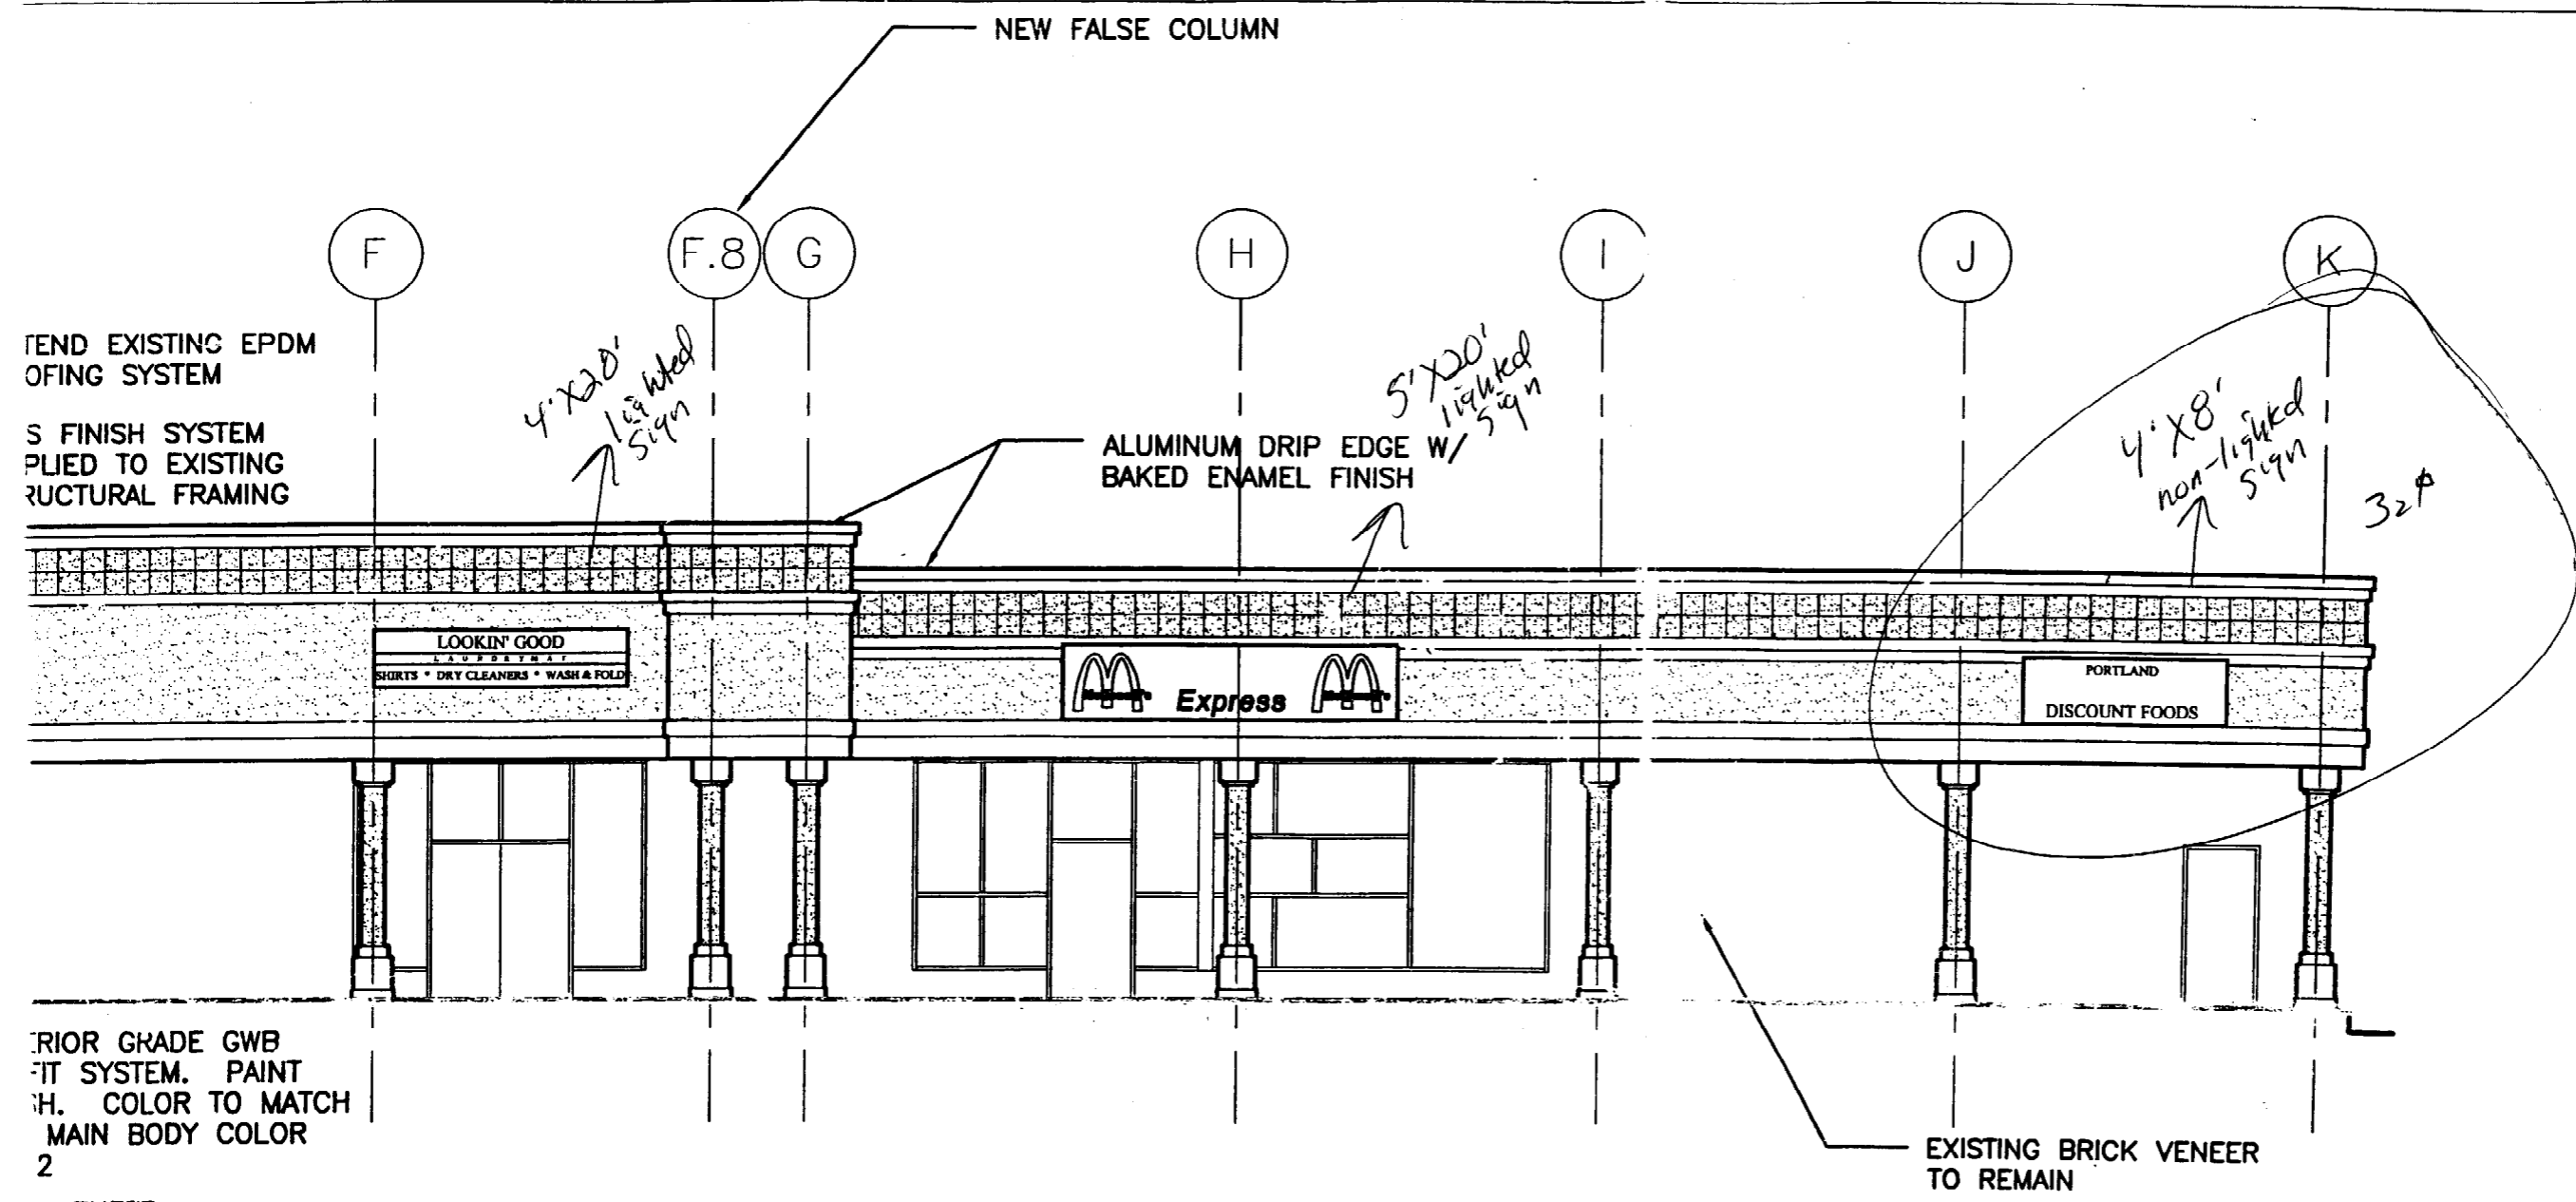 NEW FALSE COLUMN
F
F.8
G
H
I
J
K
TEND EXISTING EPDM
OFING SYSTEM
S FINISH SYSTEM
PLIED TO EXISTING
RUCTURAL FRAMING
4'X20'
lighted
Sign
ALUMINUM DRIP EDGE W/
BAKED ENAMEL FINISH
5'X20'
lighted
Sign
4'X8'
non-lighted
Sign
32
LOOKIN' GOOD
LAUNDRYMAT
SHIRTS * DRY CLEANERS * WASH & FOLD
Express
PORTLAND
DISCOUNT FOODS
RIOR GRADE GWB
FIT SYSTEM. PAINT
H. COLOR TO MATCH
MAIN BODY COLOR
2
EXISTING BRICK VENEER
TO REMAIN